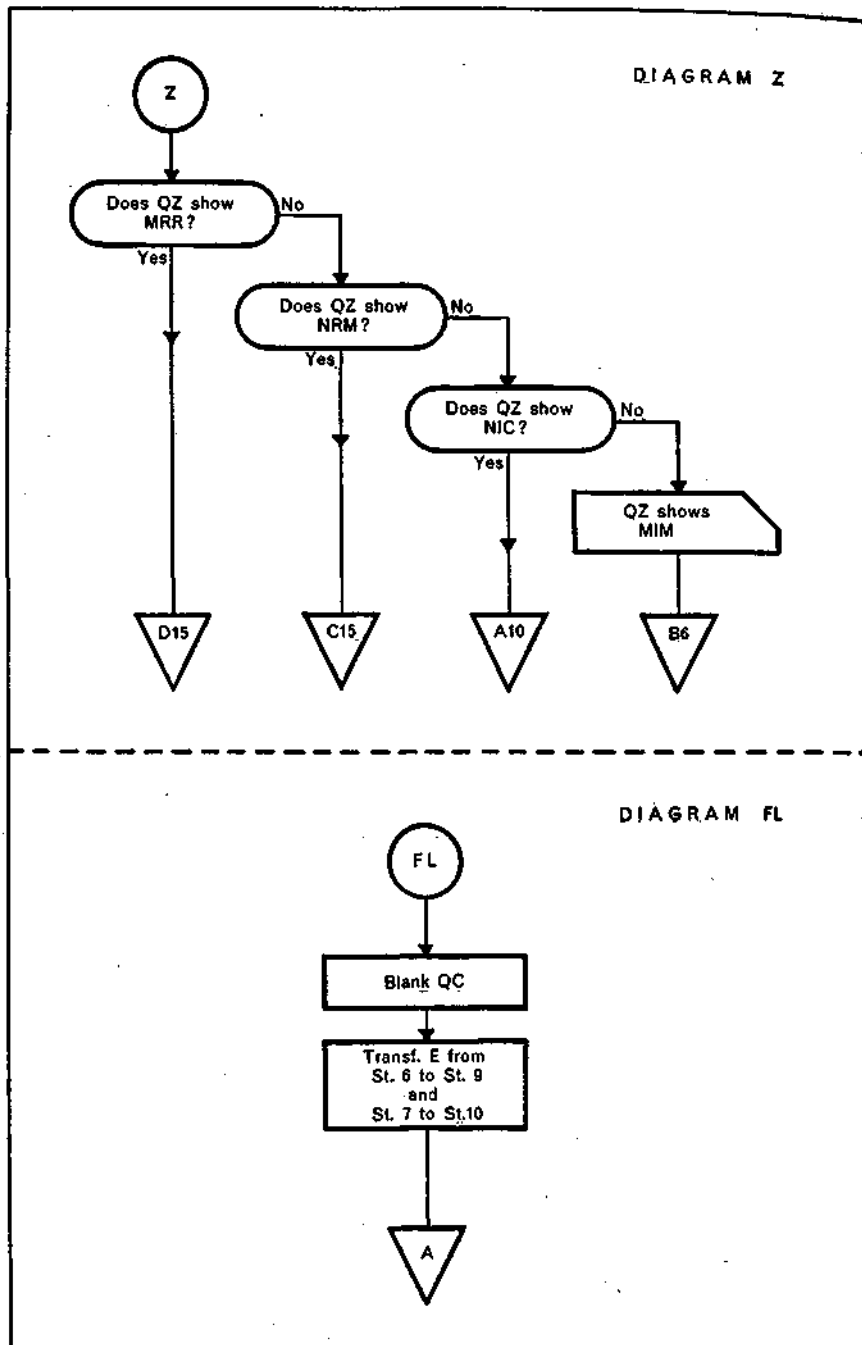 DIAGRAM Z
Z
Does QZ show
MRR?
No
Yes
Does QZ show
NRM?
No
Yes
Does QZ show
NIC?
No
Yes
QZ shows
MIM
D15
C15
A10
B6
DIAGRAM FL
FL
Blank QC
Transf. E from
St. 6 to St. 9
and
St. 7 to St.10
A